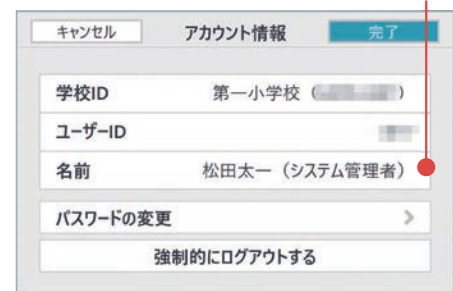 キャンセル アカウント情報 完了
学校ID 第一小学校（ ）
ユーザーID
名前 松田太一（システム管理者）
パスワードの変更
強制的にログアウトする